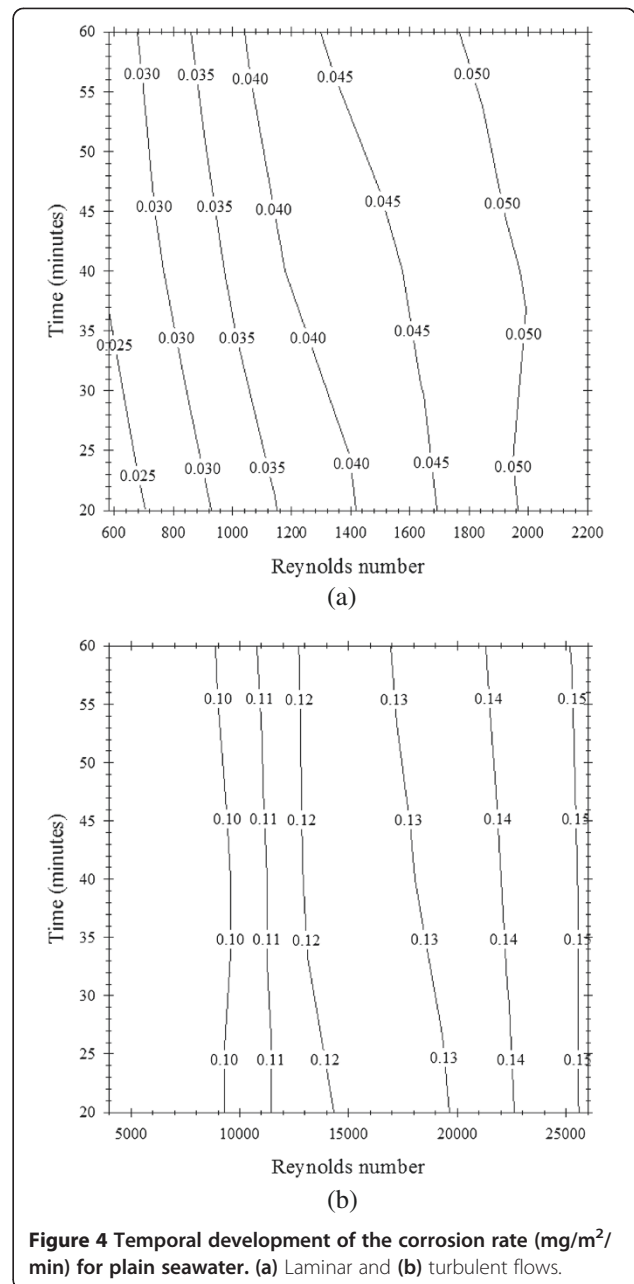 60
55
50
45
40
35
30
25
20
Time (minutes)
0.030 0.035 0.040 0.045 0.050
0.030 0.035 0.040 0.045 0.050
0.025 0.030 0.035 0.040 0.045 0.050
0.025 0.030 0.035 0.040 0.045 0.050
600 800 1000 1200 1400 1600 1800 2000 2200
Reynolds number
(a)
60
55
50
45
40
35
30
25
20
Time (minutes)
0.10 0.11 0.12 0.13 0.14 0.15
0.10 0.11 0.12 0.13 0.14 0.15
0.10 0.11 0.12 0.13 0.14 0.15
0.10 0.11 0.12 0.13 0.14 0.15
5000 10000 15000 20000 25000
Reynolds number
(b)
Figure 4 Temporal development of the corrosion rate (mg/m²/
min) for plain seawater. (a) Laminar and (b) turbulent flows.